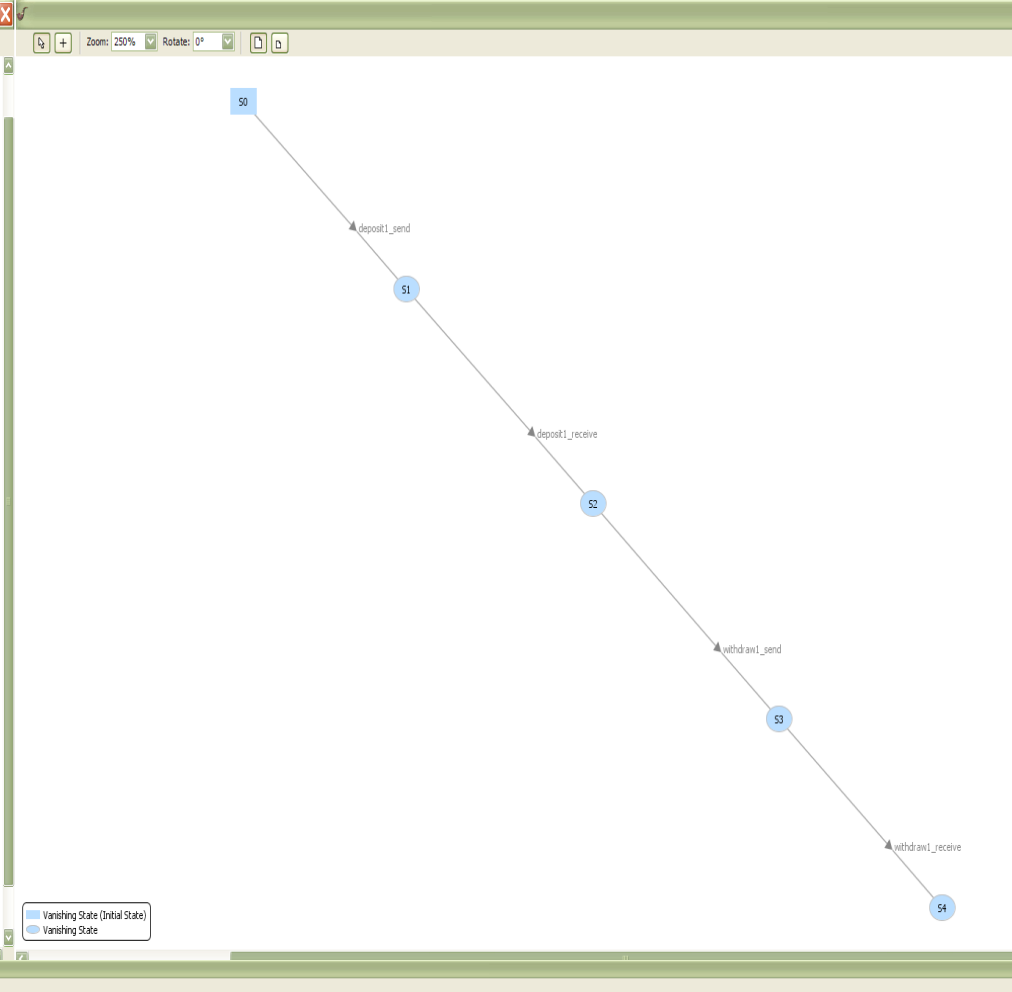 Zoom: 250% Rotate: 0°
S0
deposit1_send
S1
deposit1_receive
S2
withdraw1_send
S3
withdraw1_receive
S4
Vanishing State (Initial State)
Vanishing State